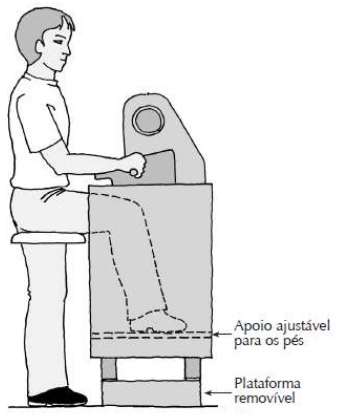 Apoio ajustável
para os pés
Plataforma
removível